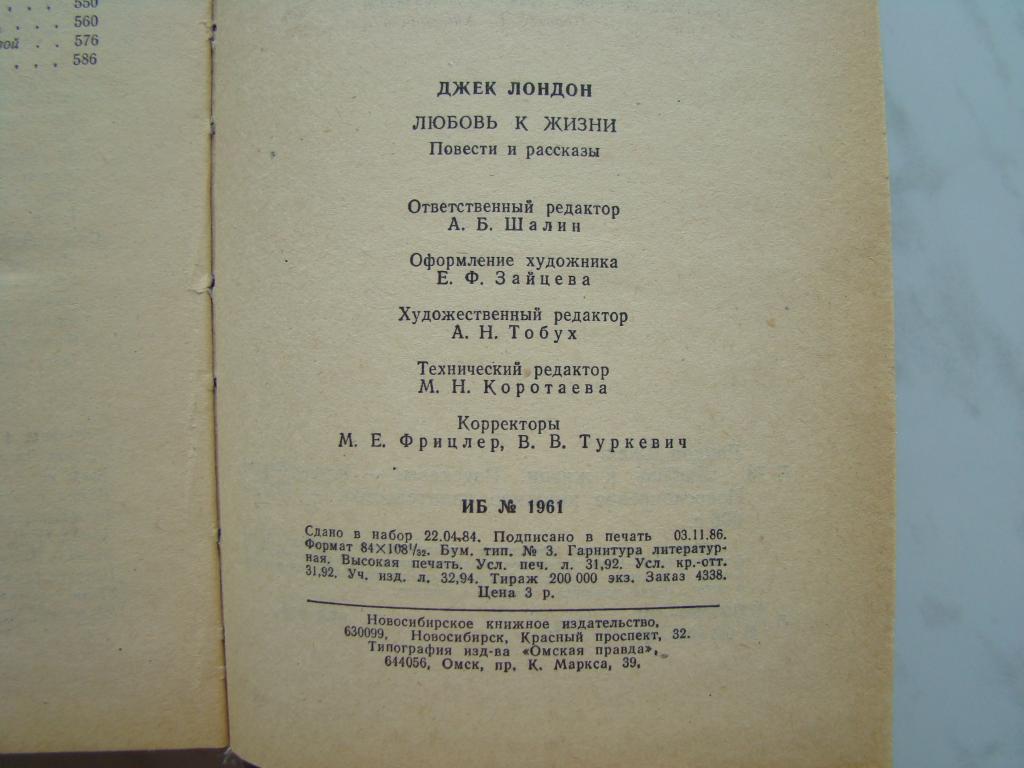 550
560
576
586
ДЖЕК ЛОНДОН
ЛЮБОВЬ К ЖИЗНИ
Повести и рассказы
Ответственный редактор
А. Б. Шалин
Оформление художника
Е. Ф. Зайцева
Художественный редактор
А. Н. Тобух
Технический редактор
М. Н. Коротаева
Корректоры
М. Е. Фрицлер, В. В. Туркевич
ИБ № 1961
Сдано в набор 22.04.84. Подписано в печать 03.11.86.
Формат 84×108¹/₃₂. Бум. тип. № 3. Гарнитура литератур-
ная. Высокая печать. Усл. печ. л. 31,92. Усл. кр.-отт.
31,92. Уч. изд. л. 32,94. Тираж 200 000 экз. Заказ 4338.
Цена 3 р.
Новосибирское книжное издательство,
630099, Новосибирск, Красный проспект, 32.
Типография изд-ва «Омская правда»,
644056, Омск, пр. К. Маркса, 39.